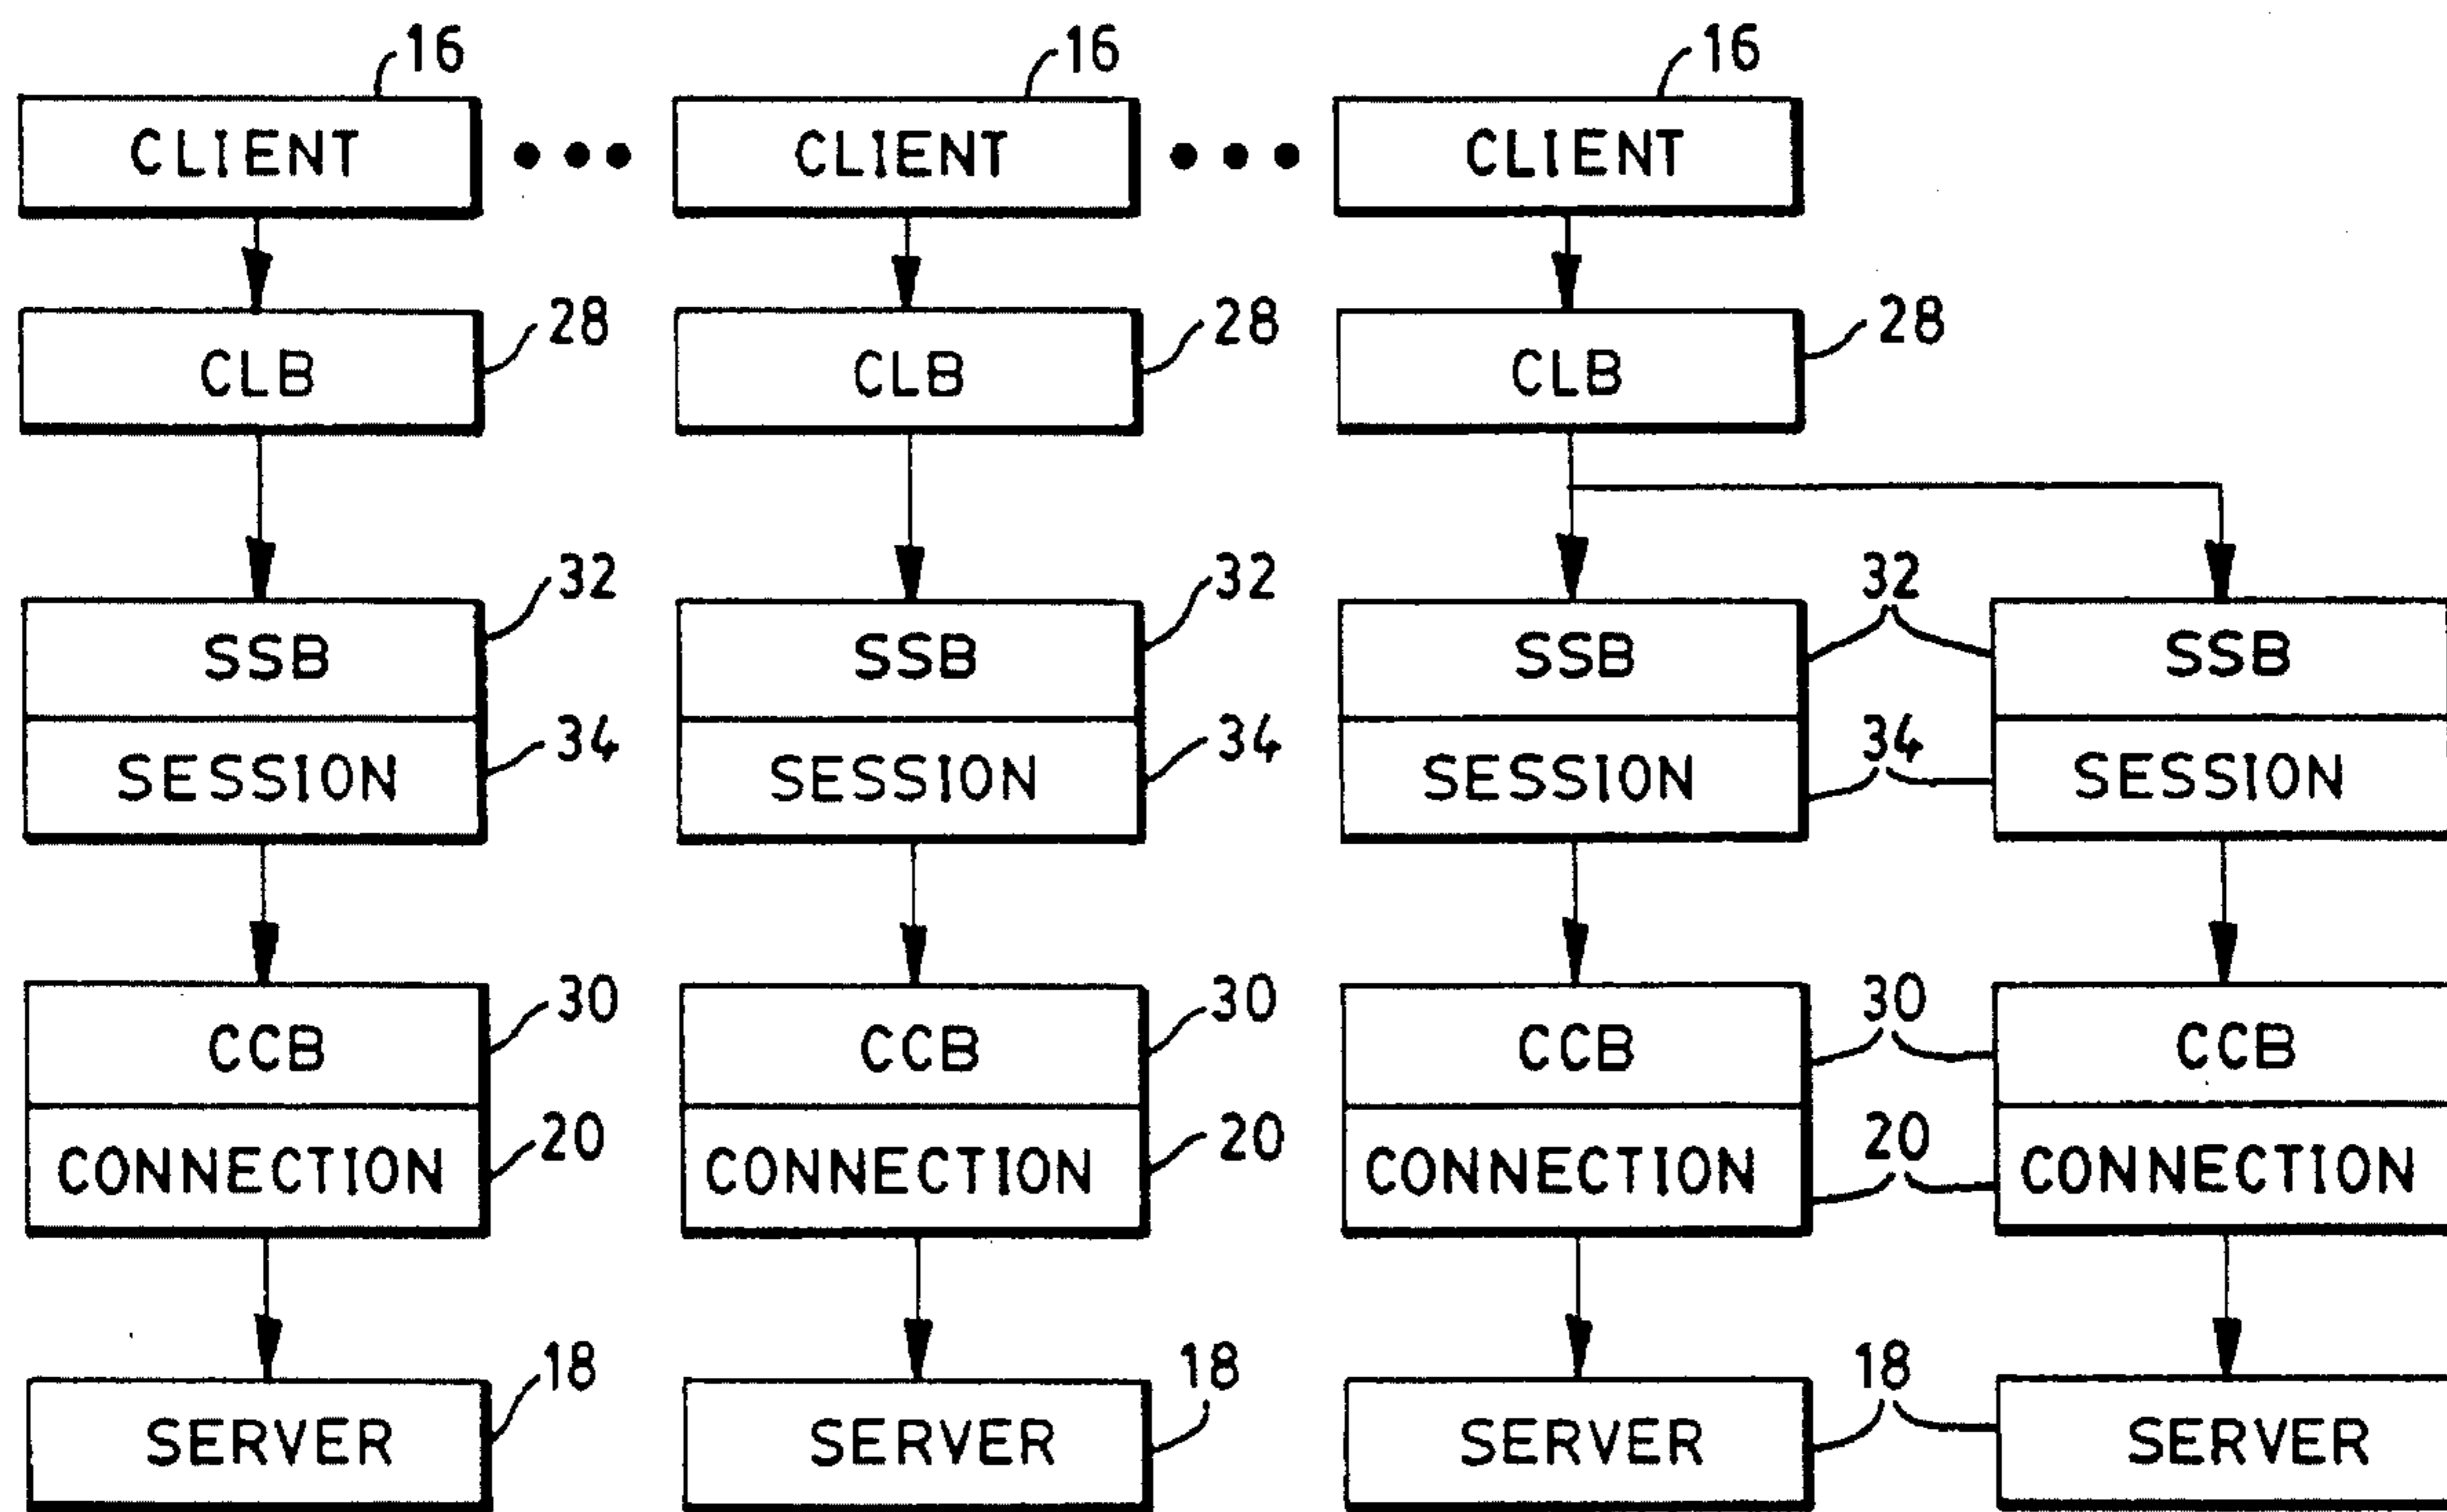 16 16 16
CLIENT CLIENT CLIENT
28 28 28
CLB CLB CLB
32 32 32
SSB SSB SSB SSB
34 34 34
SESSION SESSION SESSION SESSION
30 30 30
CCB CCB CCB CCB
20 20 20
CONNECTION CONNECTION CONNECTION CONNECTION
18 18 18
SERVER SERVER SERVER SERVER